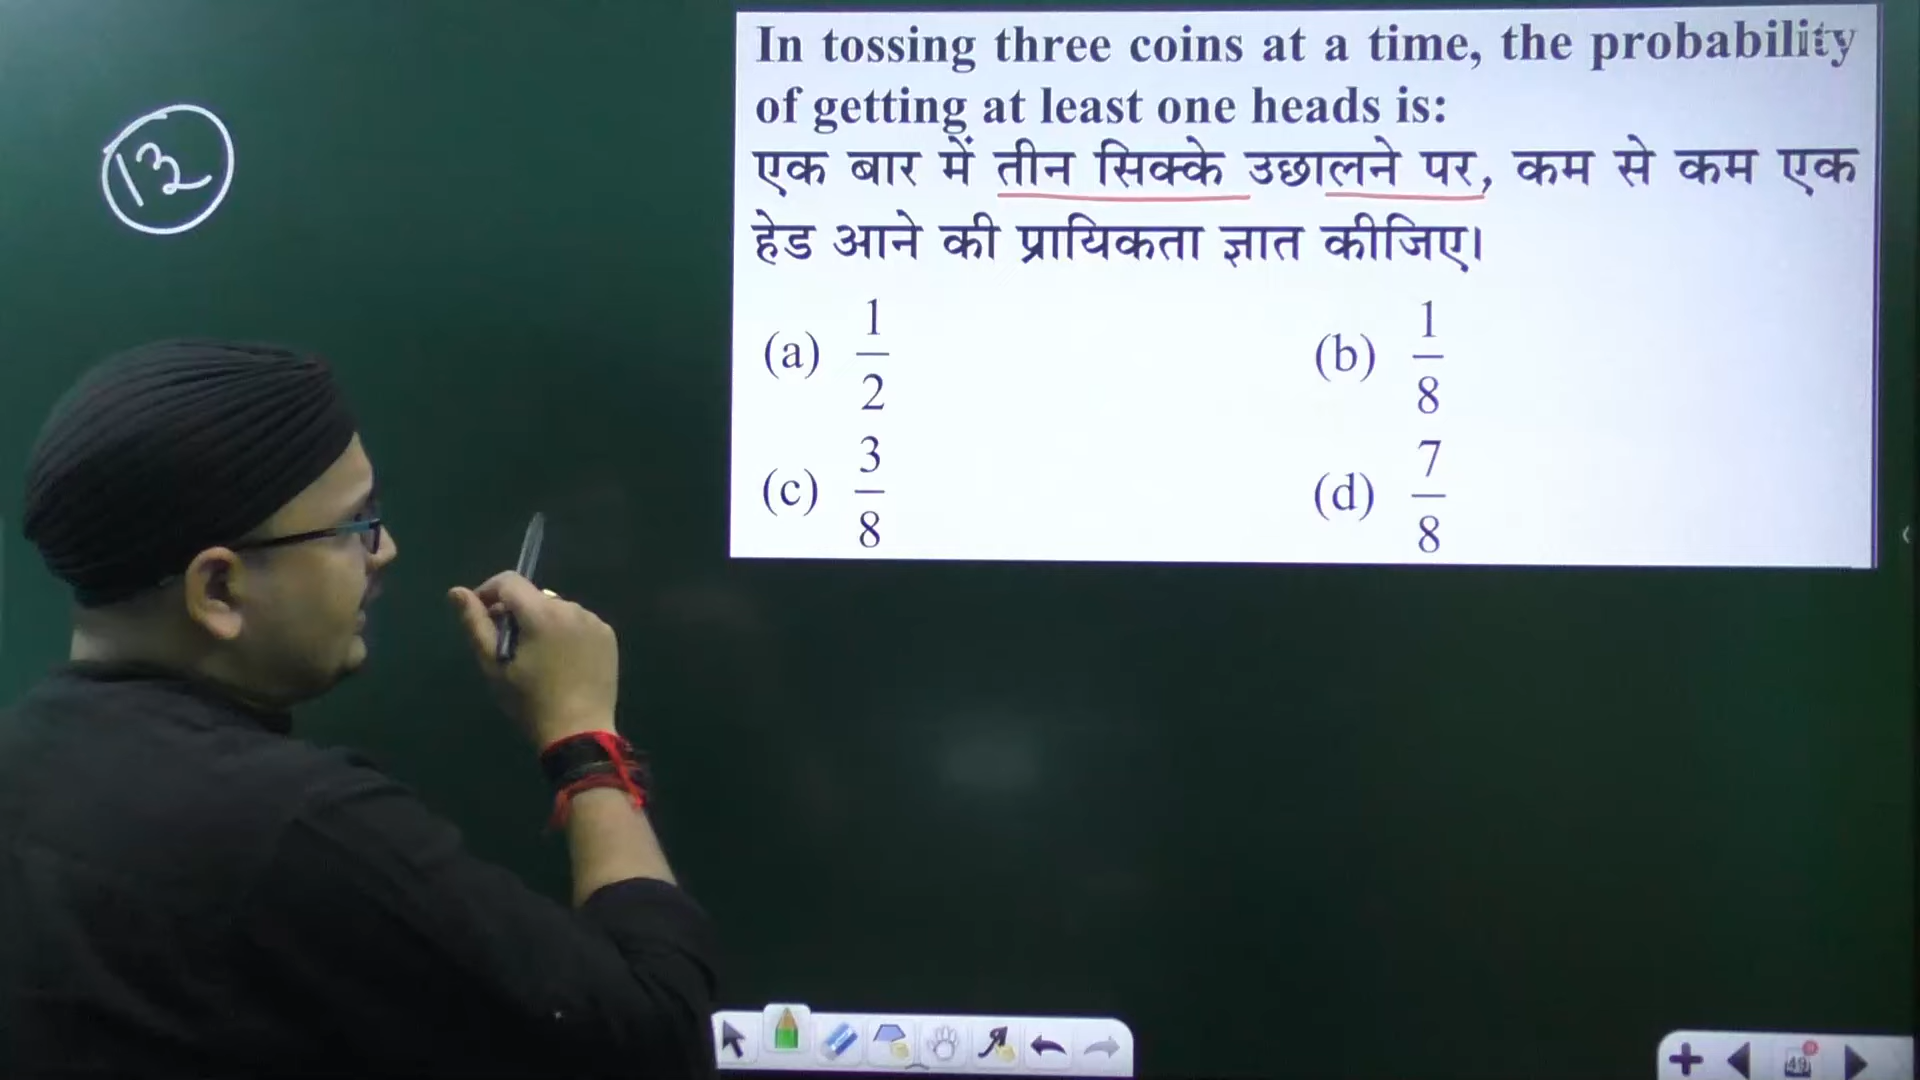 13
In tossing three coins at a time, the probability
of getting at least one heads is:
एक बार में तीन सिक्के उछालने पर, कम से कम एक
हेड आने की प्रायिकता ज्ञात कीजिए।
(a) 1/2 (b) 1/8
(c) 3/8 (d) 7/8
49